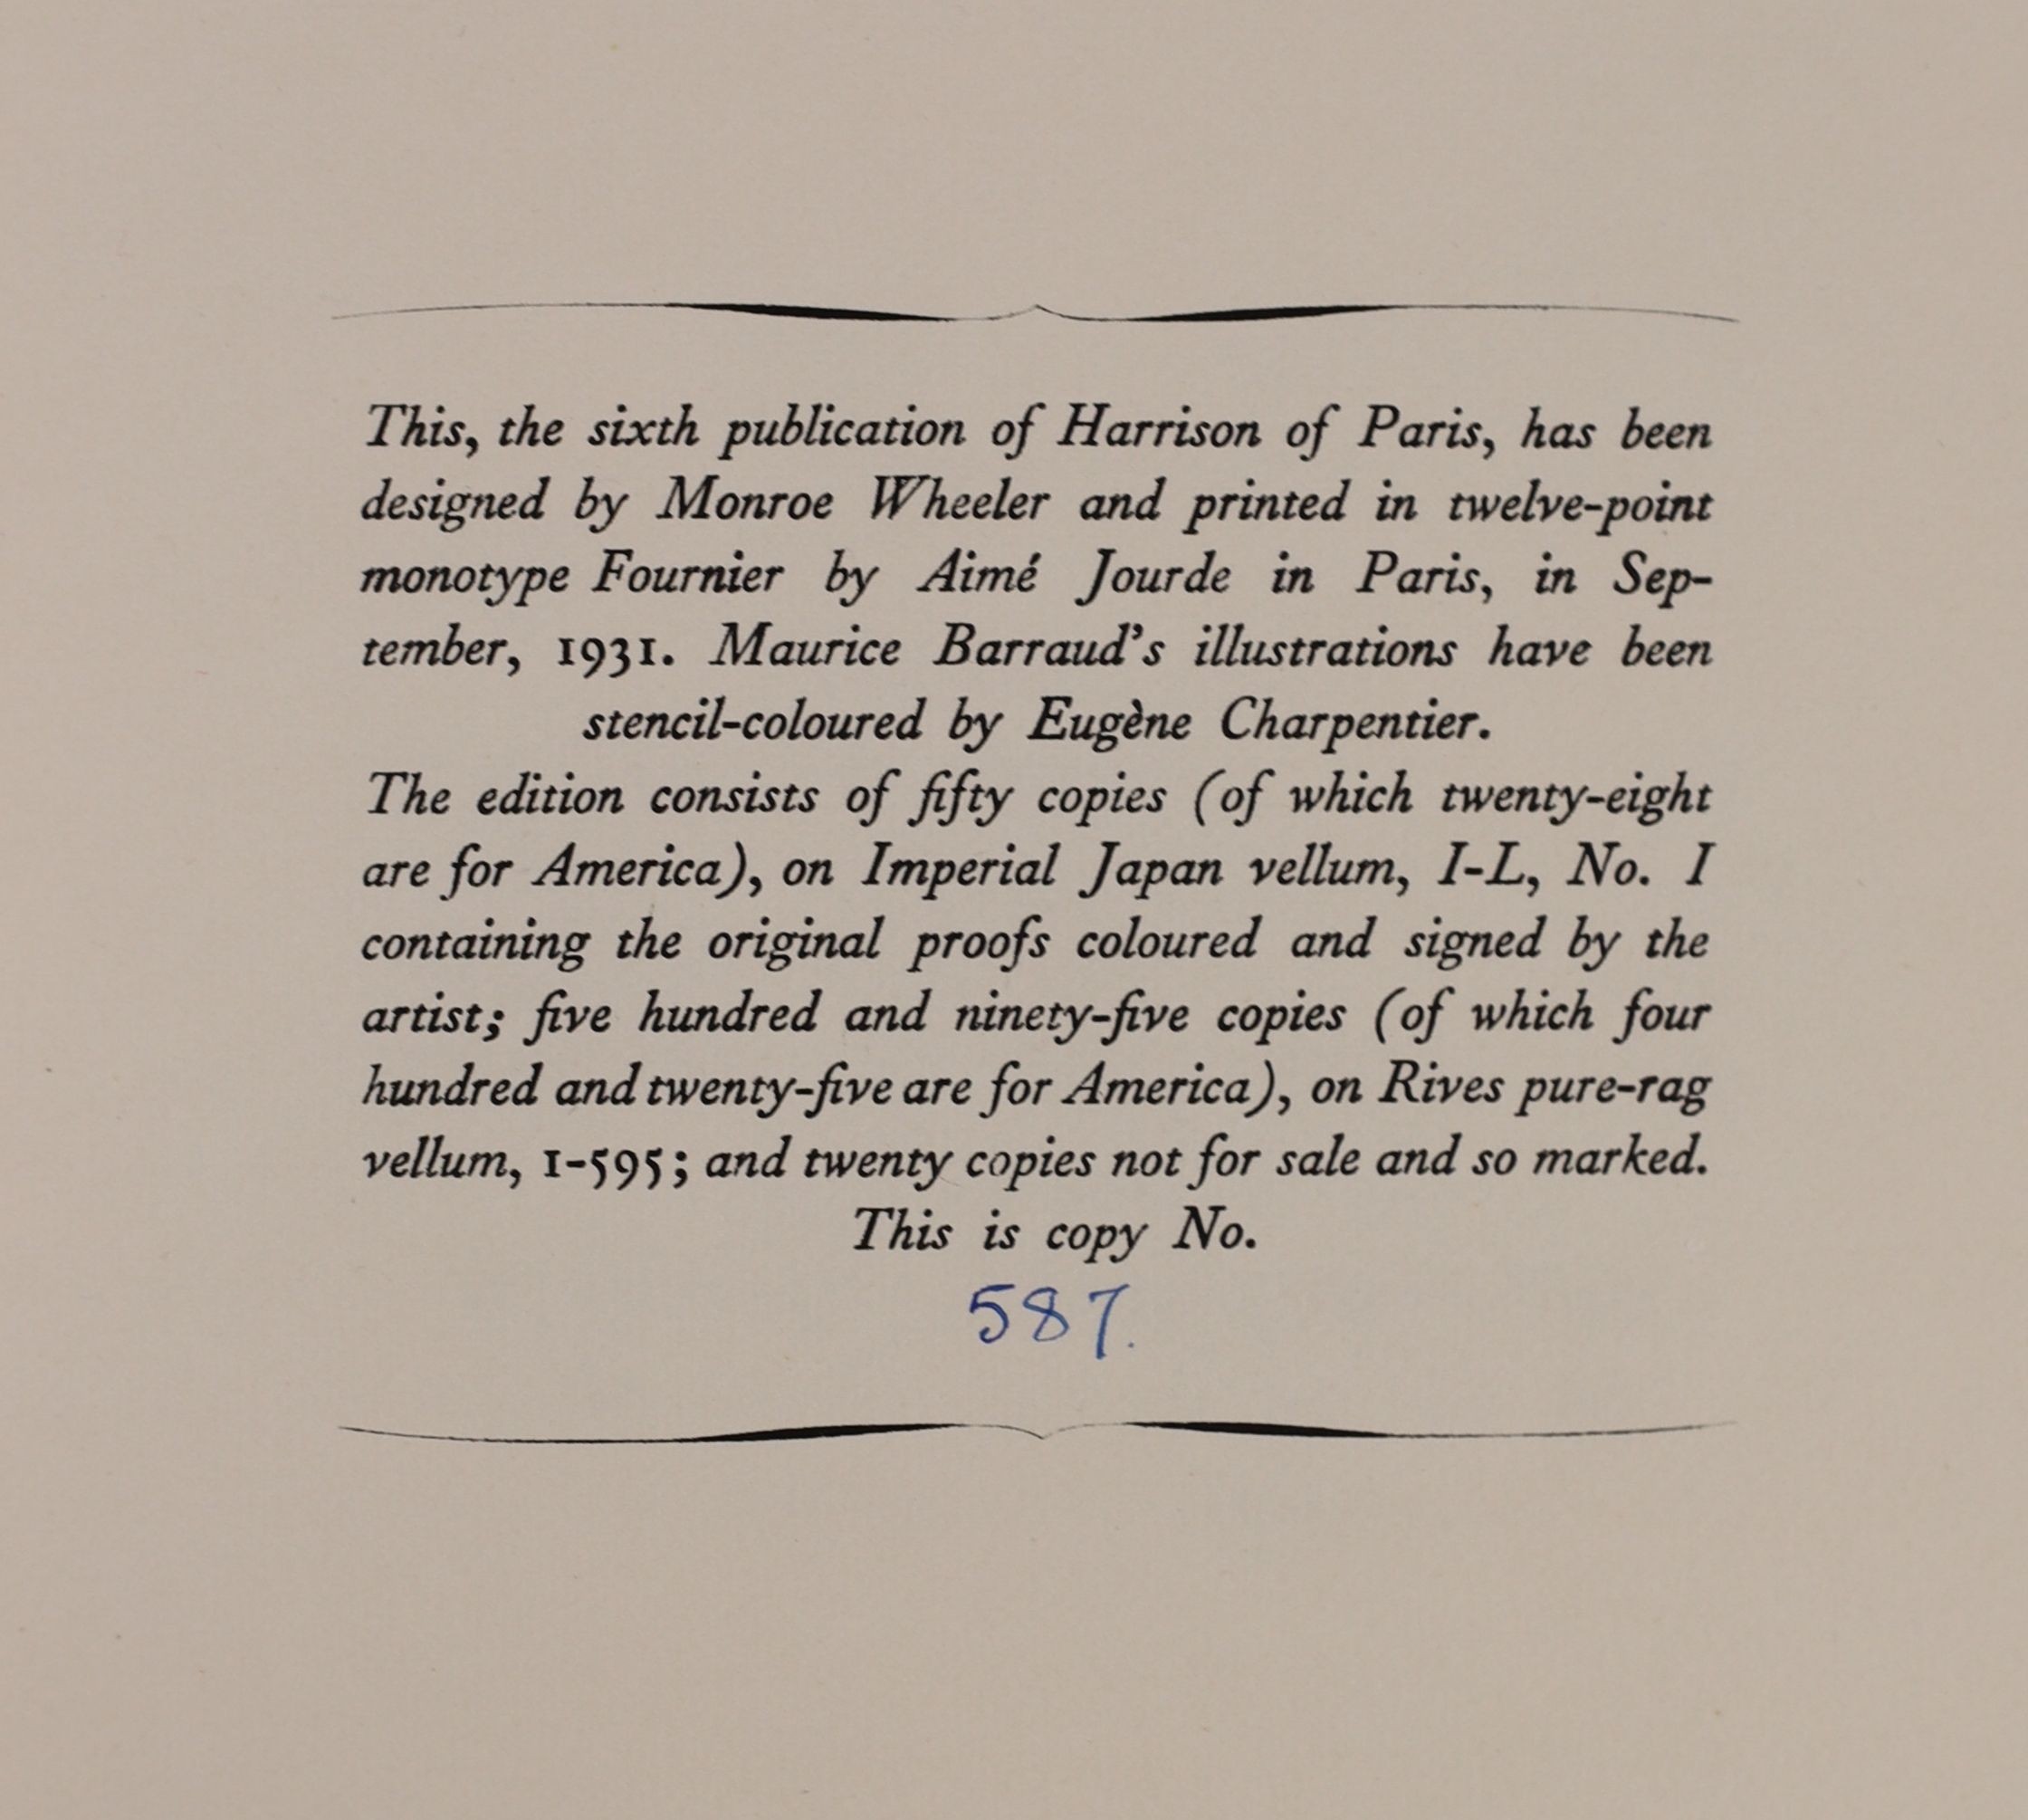 This, the sixth publication of Harrison of Paris, has been
designed by Monroe Wheeler and printed in twelve-point
monotype Fournier by Aimé Jourde in Paris, in Sep-
tember, 1931. Maurice Barraud's illustrations have been
stencil-coloured by Eugène Charpentier.
The edition consists of fifty copies (of which twenty-eight
are for America), on Imperial Japan vellum, I-L, No. I
containing the original proofs coloured and signed by the
artist; five hundred and ninety-five copies (of which four
hundred and twenty-five are for America), on Rives pure-rag
vellum, 1-595; and twenty copies not for sale and so marked.
This is copy No.
587.